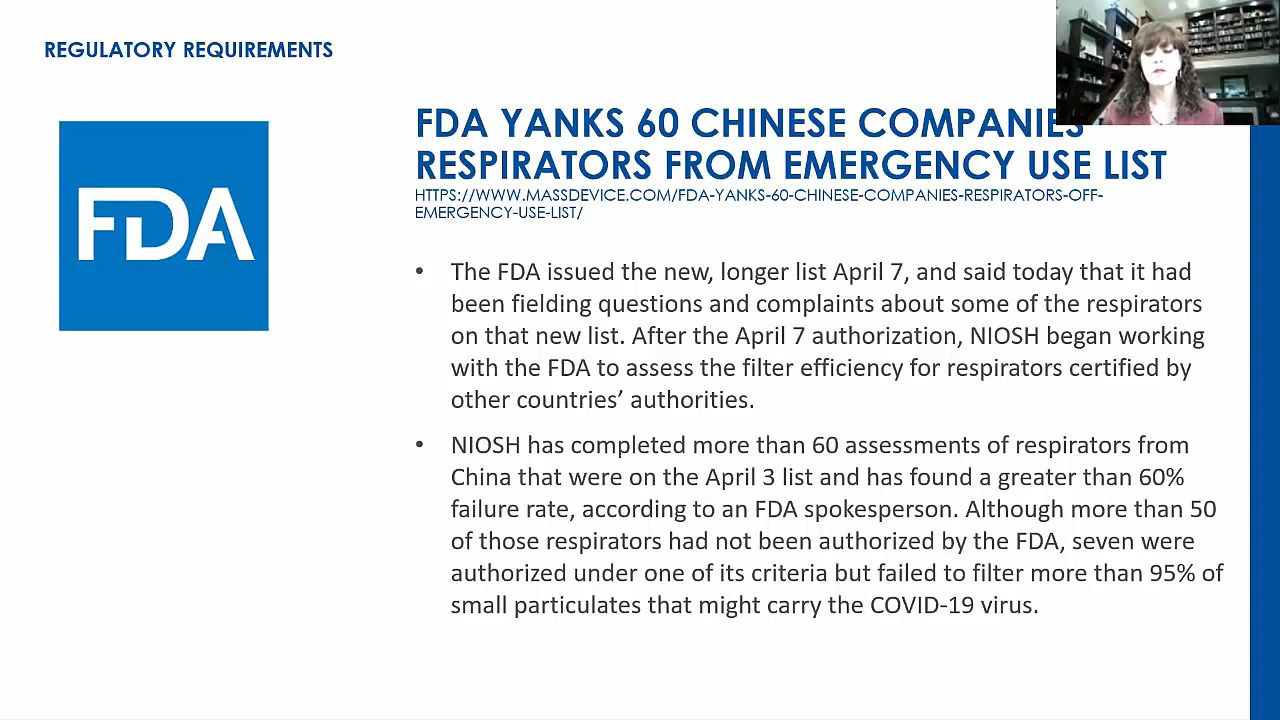 REGULATORY REQUIREMENTS
FDA
FDA YANKS 60 CHINESE COMPANIES
RESPIRATORS FROM EMERGENCY USE LIST
HTTPS://WWW.MASSDEVICE.COM/FDA-YANKS-60-CHINESE-COMPANIES-RESPIRATORS-OFF-
EMERGENCY-USE-LIST/
• The FDA issued the new, longer list April 7, and said today that it had
been fielding questions and complaints about some of the respirators
on that new list. After the April 7 authorization, NIOSH began working
with the FDA to assess the filter efficiency for respirators certified by
other countries’ authorities.
• NIOSH has completed more than 60 assessments of respirators from
China that were on the April 3 list and has found a greater than 60%
failure rate, according to an FDA spokesperson. Although more than 50
of those respirators had not been authorized by the FDA, seven were
authorized under one of its criteria but failed to filter more than 95% of
small particulates that might carry the COVID-19 virus.